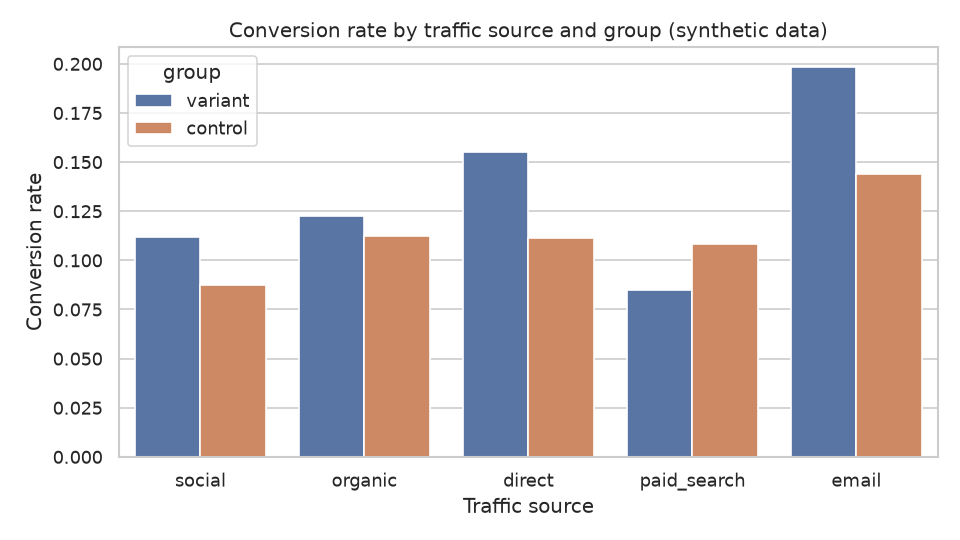 Conversion rate by traffic source and group (synthetic data)
group
variant
control
Conversion rate
0.200
0.175
0.150
0.125
0.100
0.075
0.050
0.025
0.000
social organic direct paid_search email
Traffic source